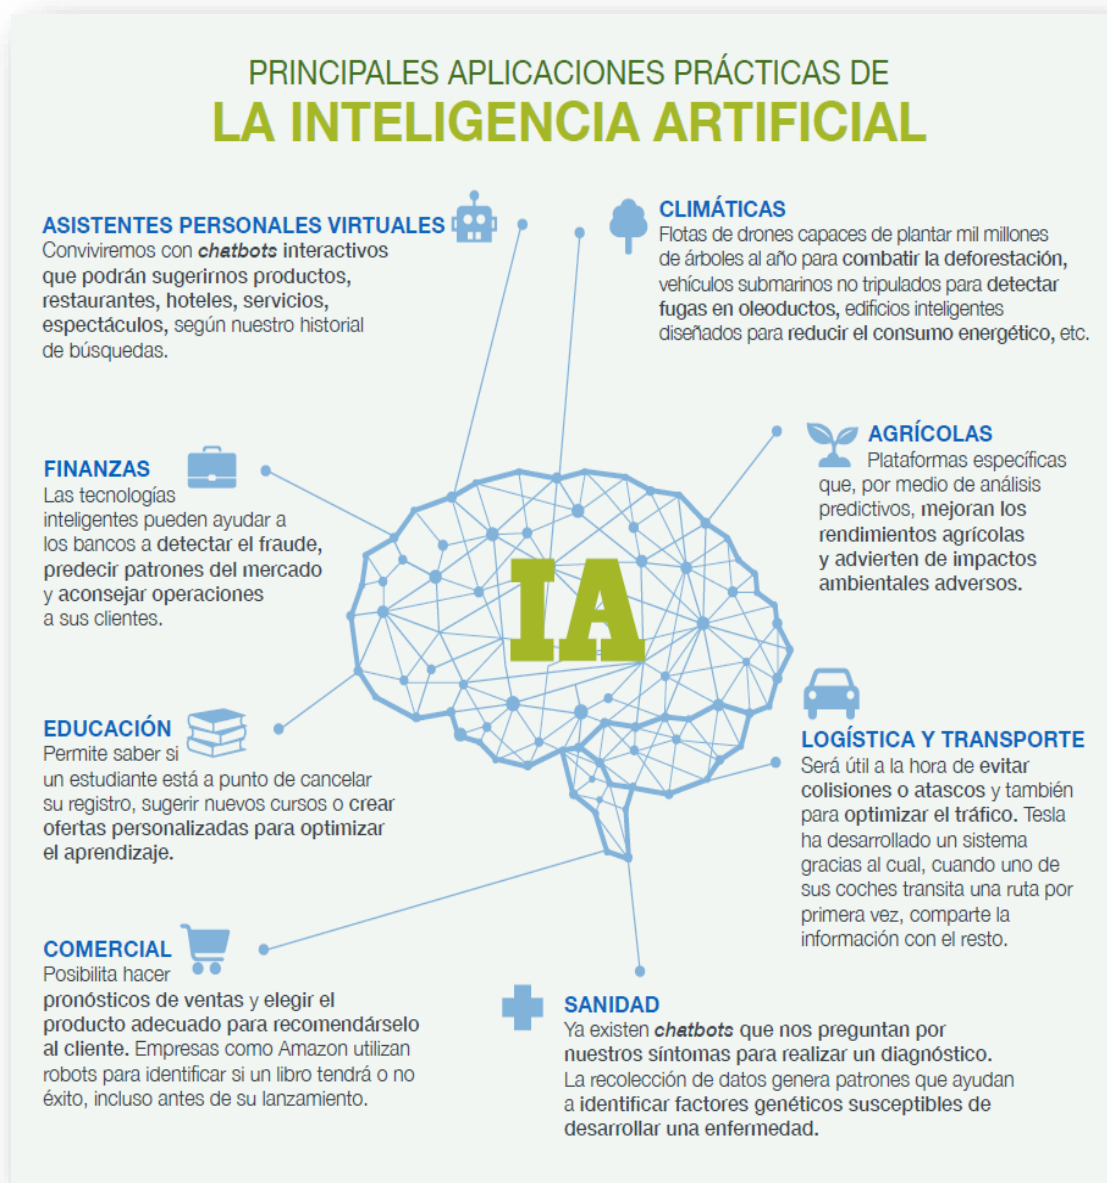 PRINCIPALES APLICACIONES PRÁCTICAS DE
LA INTELIGENCIA ARTIFICIAL
ASISTENTES PERSONALES VIRTUALES
Conviviremos con chatbots interactivos
que podrán sugerirnos productos,
restaurantes, hoteles, servicios,
espectáculos, según nuestro historial
de búsquedas.
CLIMÁTICAS
Flotas de drones capaces de plantar mil millones
de árboles al año para combatir la deforestación,
vehículos submarinos no tripulados para detectar
fugas en oleoductos, edificios inteligentes
diseñados para reducir el consumo energético, etc.
FINANZAS
Las tecnologías
inteligentes pueden ayudar a
los bancos a detectar el fraude,
predecir patrones del mercado
y aconsejar operaciones
a sus clientes.
AGRÍCOLAS
Plataformas específicas
que, por medio de análisis
predictivos, mejoran los
rendimientos agrícolas
y advierten de impactos
ambientales adversos.
IA
EDUCACIÓN
Permite saber si
un estudiante está a punto de cancelar
su registro, sugerir nuevos cursos o crear
ofertas personalizadas para optimizar
el aprendizaje.
LOGÍSTICA Y TRANSPORTE
Será útil a la hora de evitar
colisiones o atascos y también
para optimizar el tráfico. Tesla
ha desarrollado un sistema
gracias al cual, cuando uno de
sus coches transita una ruta por
primera vez, comparte la
información con el resto.
COMERCIAL
Posibilita hacer
pronósticos de ventas y elegir el
producto adecuado para recomendárselo
al cliente. Empresas como Amazon utilizan
robots para identificar si un libro tendrá o no
éxito, incluso antes de su lanzamiento.
SANIDAD
Ya existen chatbots que nos preguntan por
nuestros síntomas para realizar un diagnóstico.
La recolección de datos genera patrones que ayudan
a identificar factores genéticos susceptibles de
desarrollar una enfermedad.